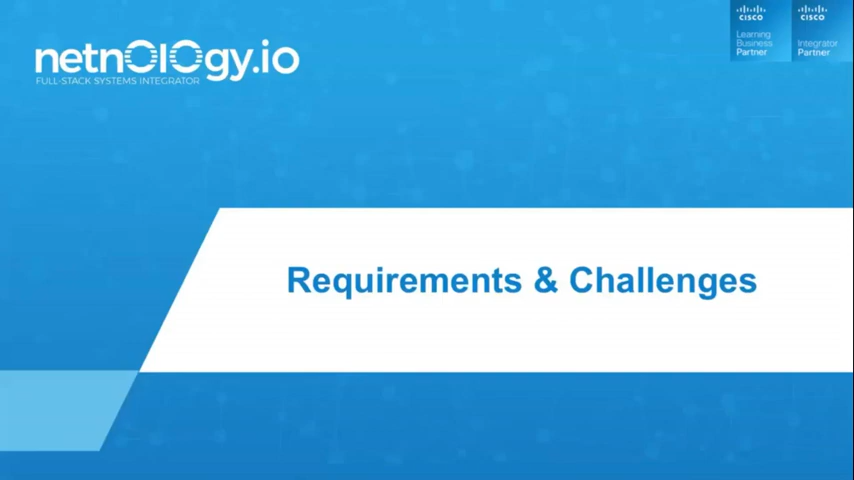 netnology.io
FULL-STACK SYSTEMS INTEGRATOR
CISCO
Learning
Business
Partner
CISCO
Integrator
Partner
Requirements & Challenges